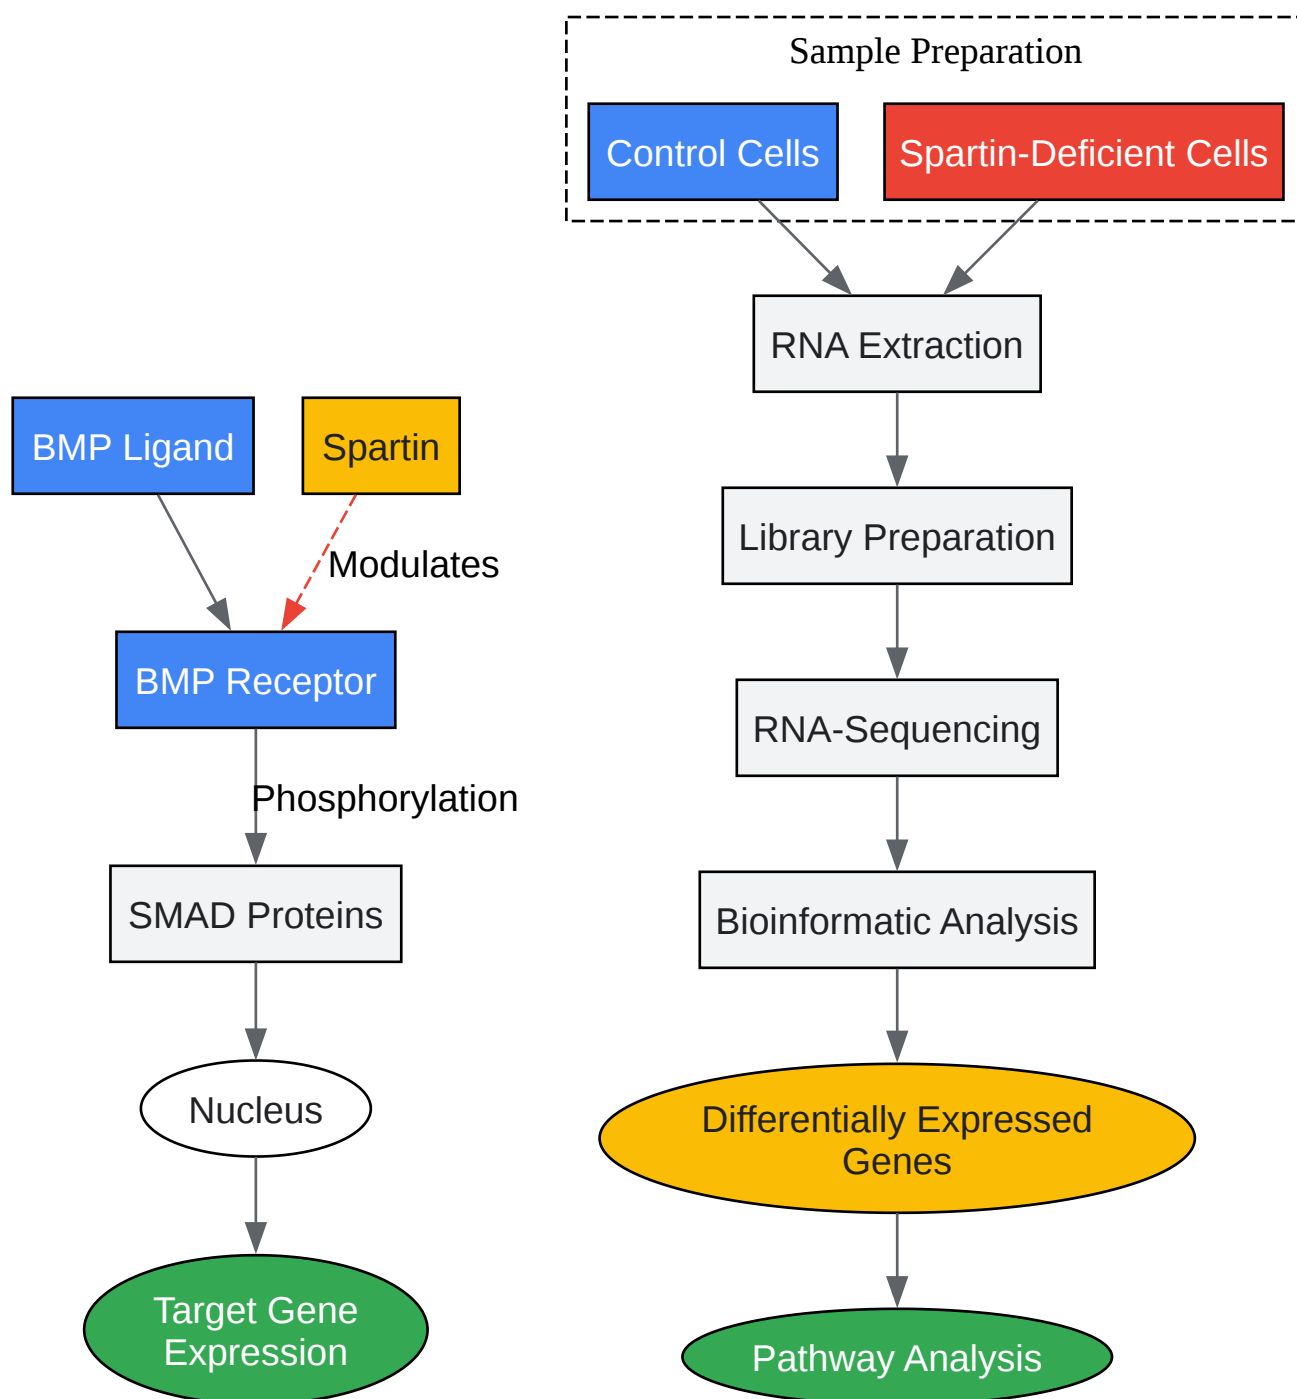 Sample Preparation
Control Cells
Spartin-Deficient Cells
RNA Extraction
Library Preparation
RNA-Sequencing
Bioinformatic Analysis
Differentially Expressed
Genes
Pathway Analysis
BMP Ligand
Spartin
Modulates
BMP Receptor
Phosphorylation
SMAD Proteins
Nucleus
Target Gene
Expression